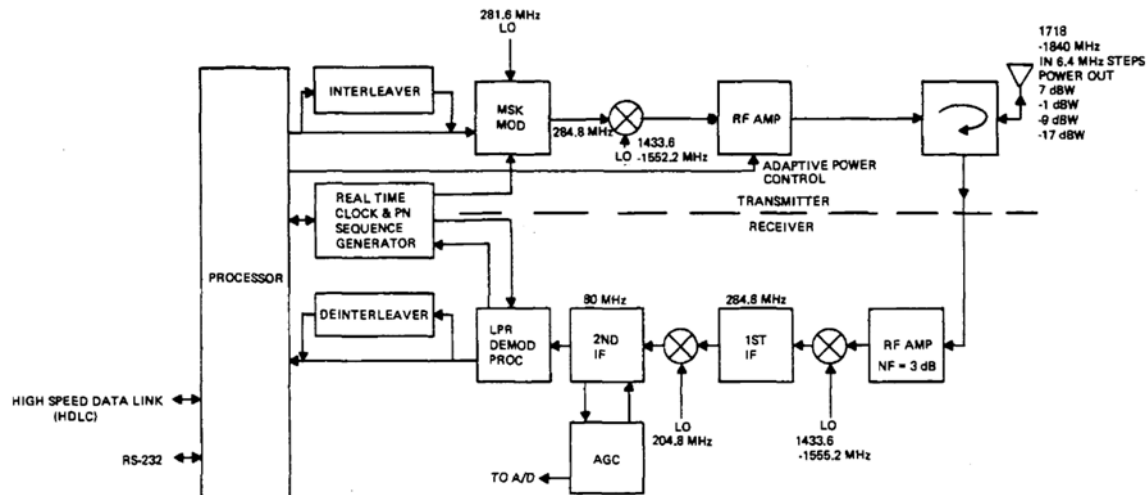 281.6 MHz
LO
1718
-1840 MHz
IN 6.4 MHz STEPS
POWER OUT
7 dBW
-1 dBW
-9 dBW
-17 dBW
INTERLEAVER
MSK
MOD
284.8 MHz
LO
1433.6
-1552.2 MHz
RF AMP
ADAPTIVE POWER
CONTROL
REAL TIME
CLOCK & PN
SEQUENCE
GENERATOR
TRANSMITTER
RECEIVER
PROCESSOR
DEINTERLEAVER
LPR
DEMOD
PROC
80 MHz
2ND
IF
284.8 MHz
1ST
IF
RF AMP
NF = 3 dB
LO
204.8 MHz
LO
1433.6
-1555.2 MHz
AGC
TO A/D
HIGH SPEED DATA LINK
(HDLC)
RS-232